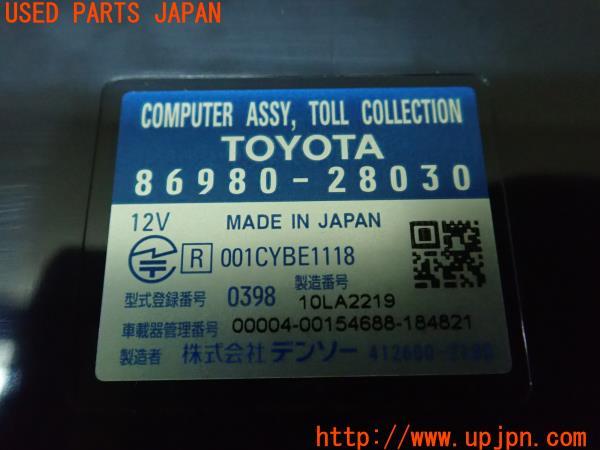 USED PARTS JAPAN
COMPUTER ASSY, TOLL COLLECTION
TOYOTA
86980-28030
12V MADE IN JAPAN
R 001CYBE1118
型式登録番号 0398 製造番号 10LA2219
車載器管理番号 00004-00154688-184821
製造者 株式会社デンソー
http://www.upjpn.com